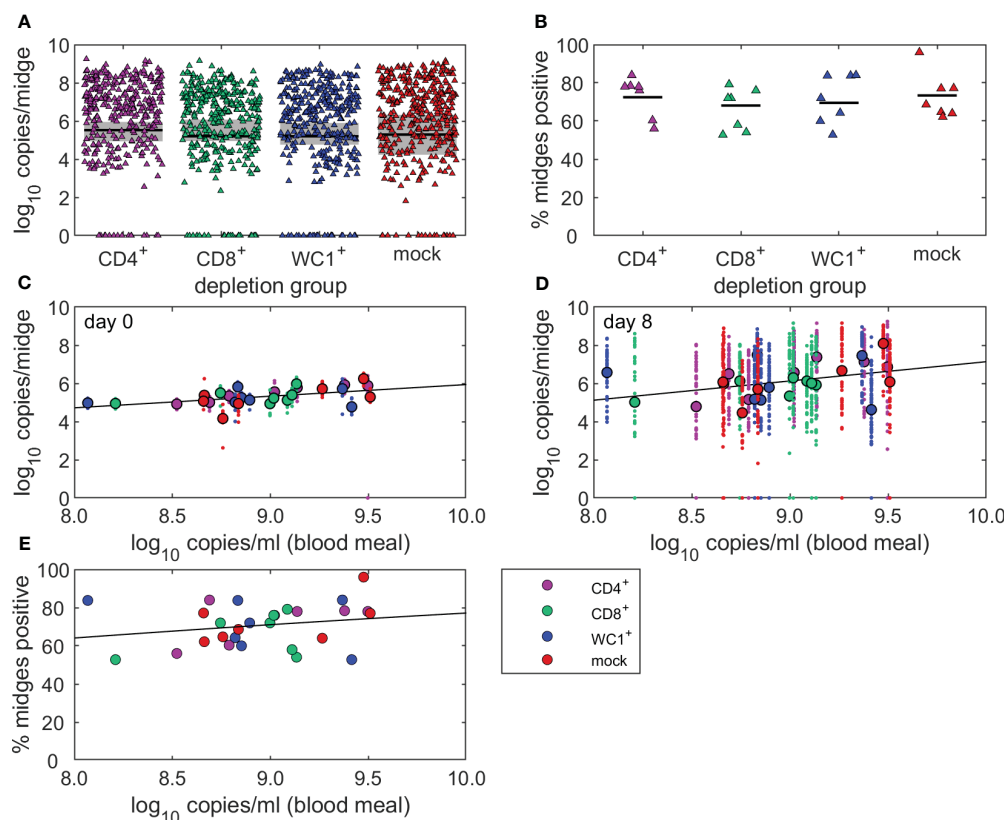 A
B
log10 copies/midge
10
8
6
4
2
0
CD4+
CD8+
WC1+
mock
depletion group
% midges positive
100
80
60
40
20
0
CD4+
CD8+
WC1+
mock
depletion group
C
D
day 0
log10 copies/midge
10
8
6
4
2
0
8.0
8.5
9.0
9.5
10.0
log10 copies/ml (blood meal)
day 8
log10 copies/midge
10
8
6
4
2
0
8.0
8.5
9.0
9.5
10.0
log10 copies/ml (blood meal)
E
% midges positive
100
80
60
40
20
0
8.0
8.5
9.0
9.5
10.0
log10 copies/ml (blood meal)
CD4+
CD8+
WC1+
mock